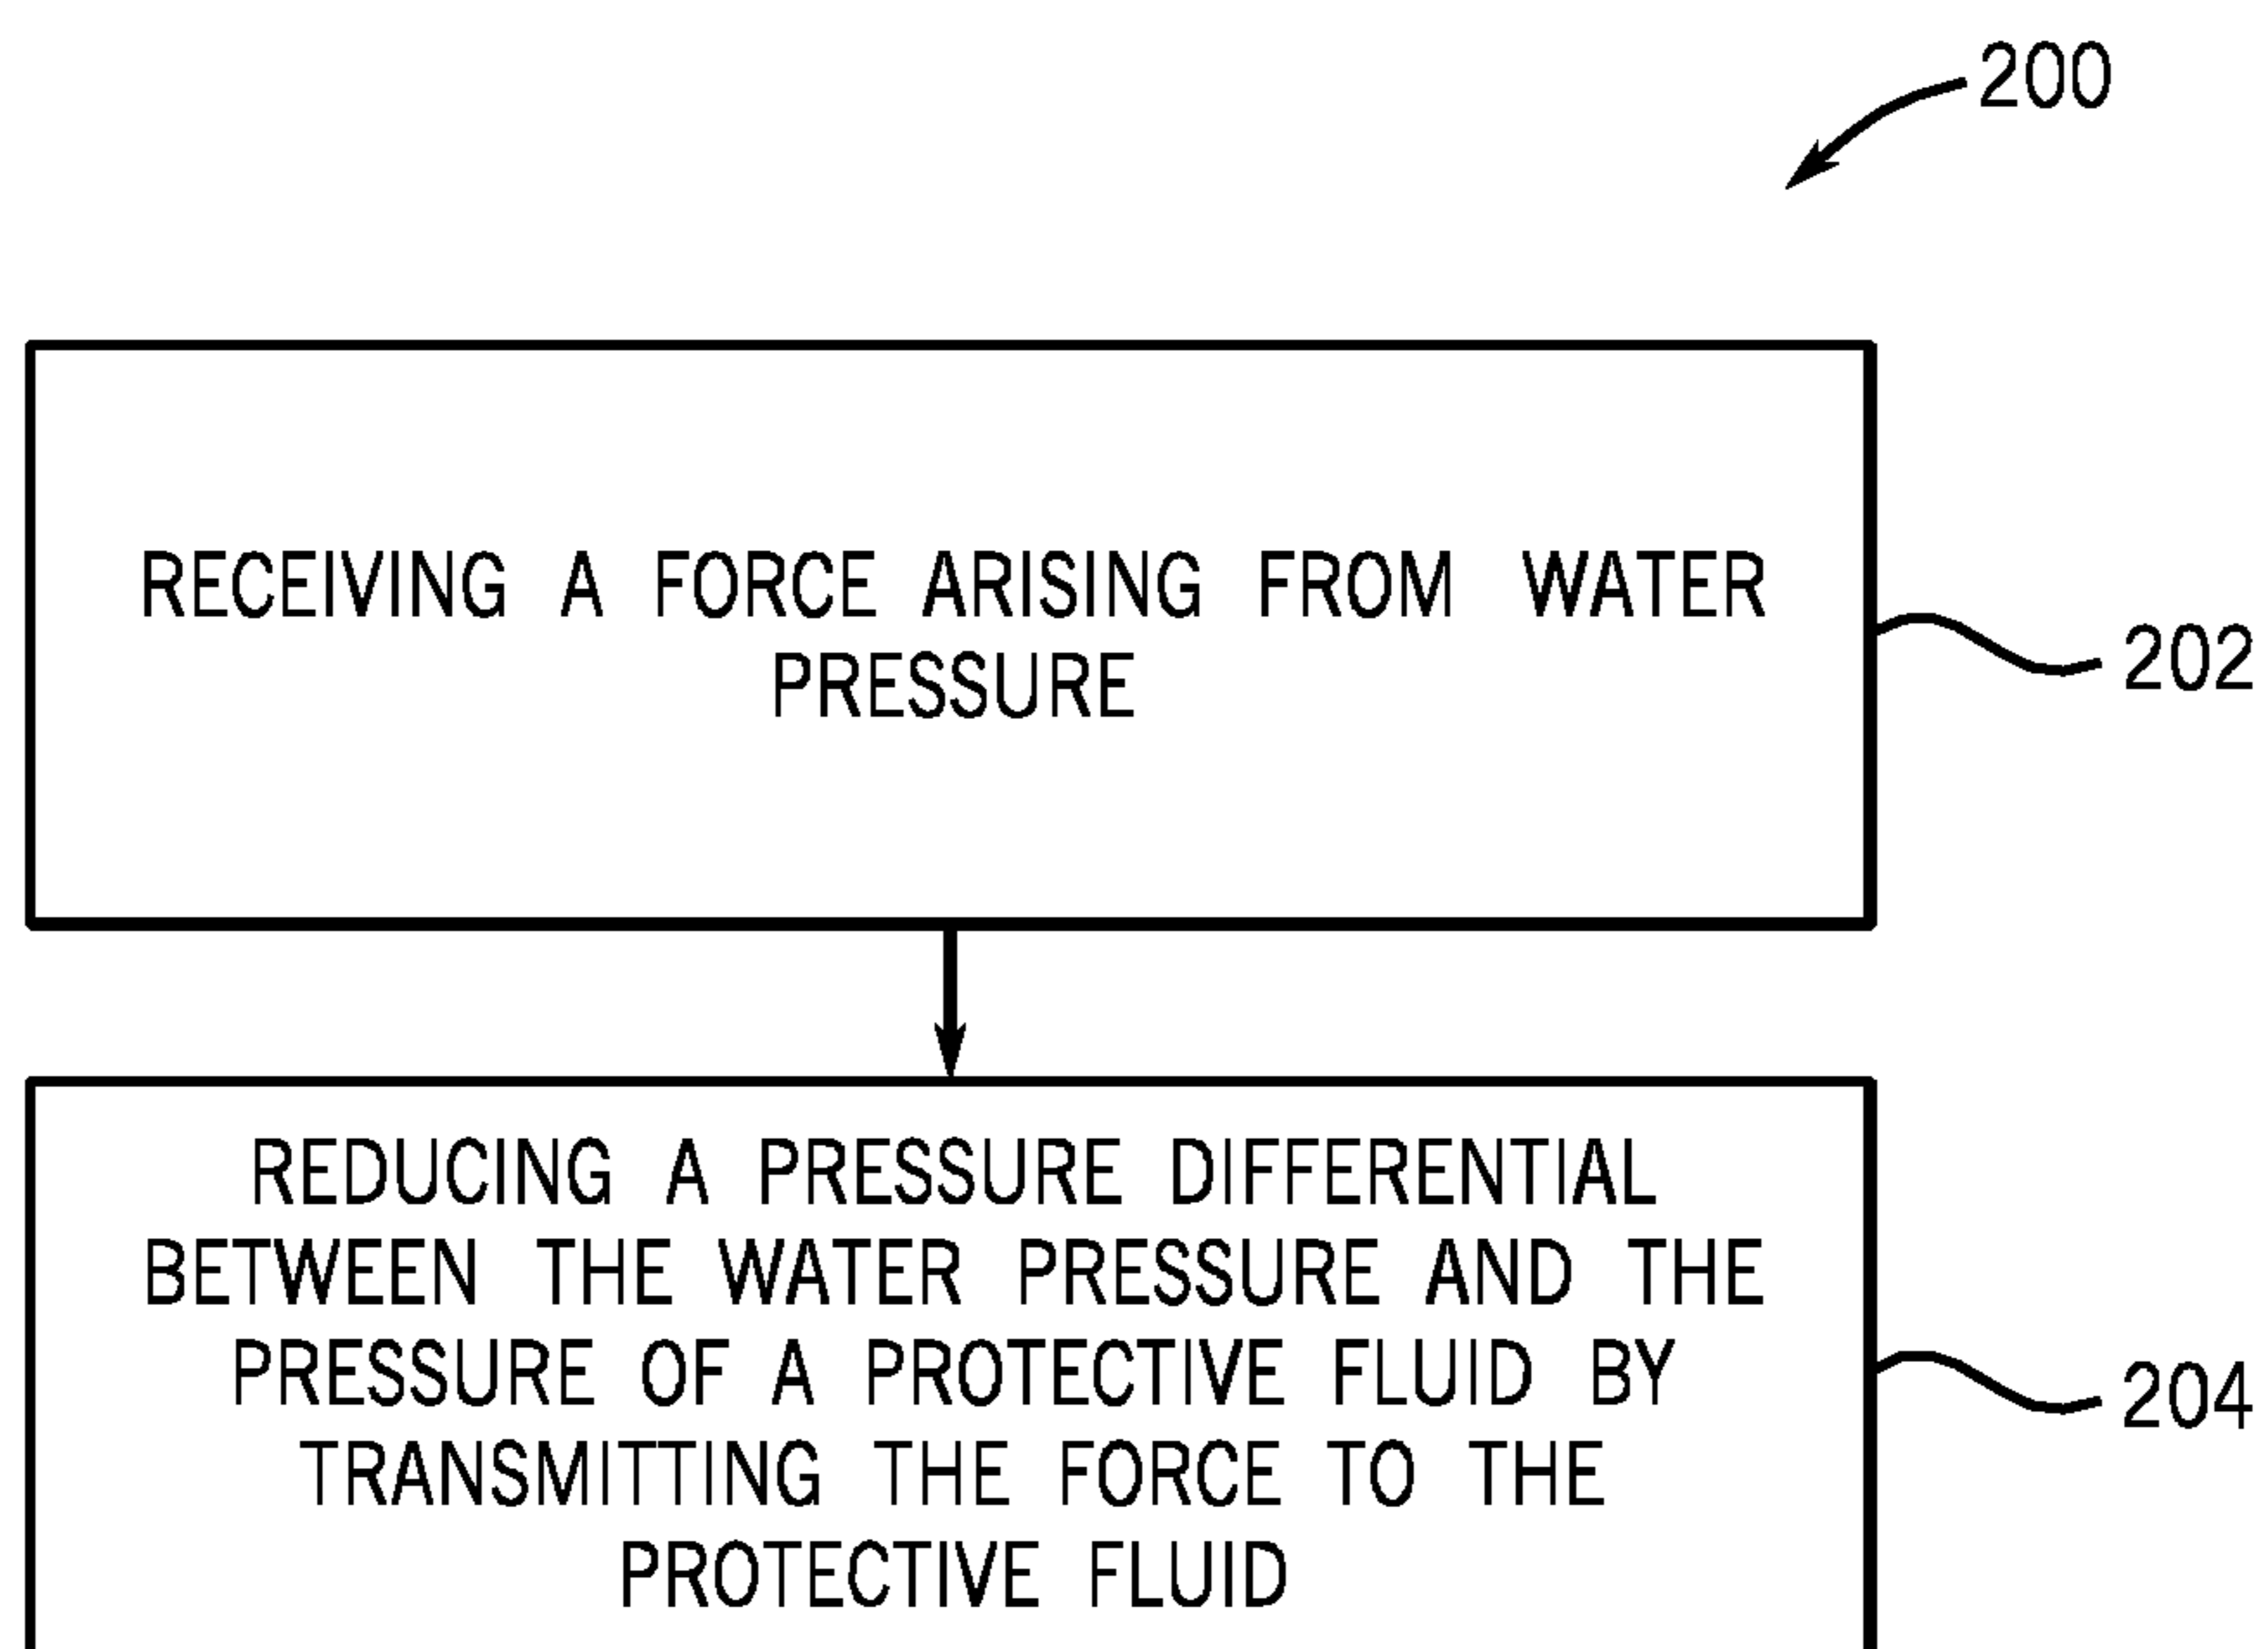 200
RECEIVING A FORCE ARISING FROM WATER
PRESSURE
202
REDUCING A PRESSURE DIFFERENTIAL
BETWEEN THE WATER PRESSURE AND THE
PRESSURE OF A PROTECTIVE FLUID BY
TRANSMITTING THE FORCE TO THE
PROTECTIVE FLUID
204